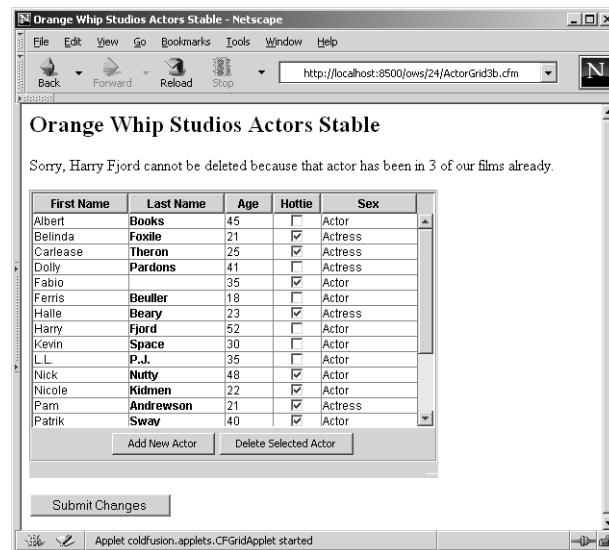 N Orange Whip Studios Actors Stable - Netscape
File Edit View Go Bookmarks Tools Window Help
Back Forward Reload Stop http://localhost:8500/ows/24/ActorGrid3b.cfm N
Orange Whip Studios Actors Stable
Sorry, Harry Fjord cannot be deleted because that actor has been in 3 of our films already.
First Name Last Name Age Hottie Sex
Albert Books 45 Actor
Belinda Foxile 21 Actress
Carlease Theron 25 Actress
Dolly Pardons 41 Actress
Fabio 35 Actor
Ferris Beuller 18 Actor
Halle Beary 23 Actress
Harry Fjord 52 Actor
Kevin Space 30 Actor
L.L. P.J. 35 Actor
Nick Nutty 48 Actor
Nicole Kidmen 22 Actor
Pam Andrewson 21 Actress
Patrik Sway 40 Actor
Add New Actor Delete Selected Actor
Submit Changes
Applet coldfusion.applets.CFGridApplet started